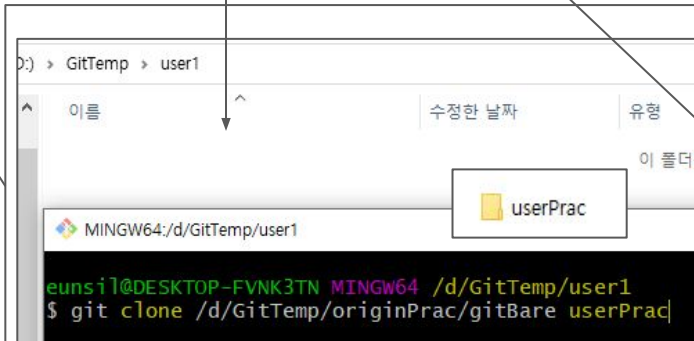 D:) > GitTemp > user1
이름 수정한 날짜 유형
이 폴더
userPrac
MINGW64:/d/GitTemp/user1
eunsil@DESKTOP-FVNK3TN MINGW64 /d/GitTemp/user1
$ git clone /d/GitTemp/originPrac/gitBare userPrac